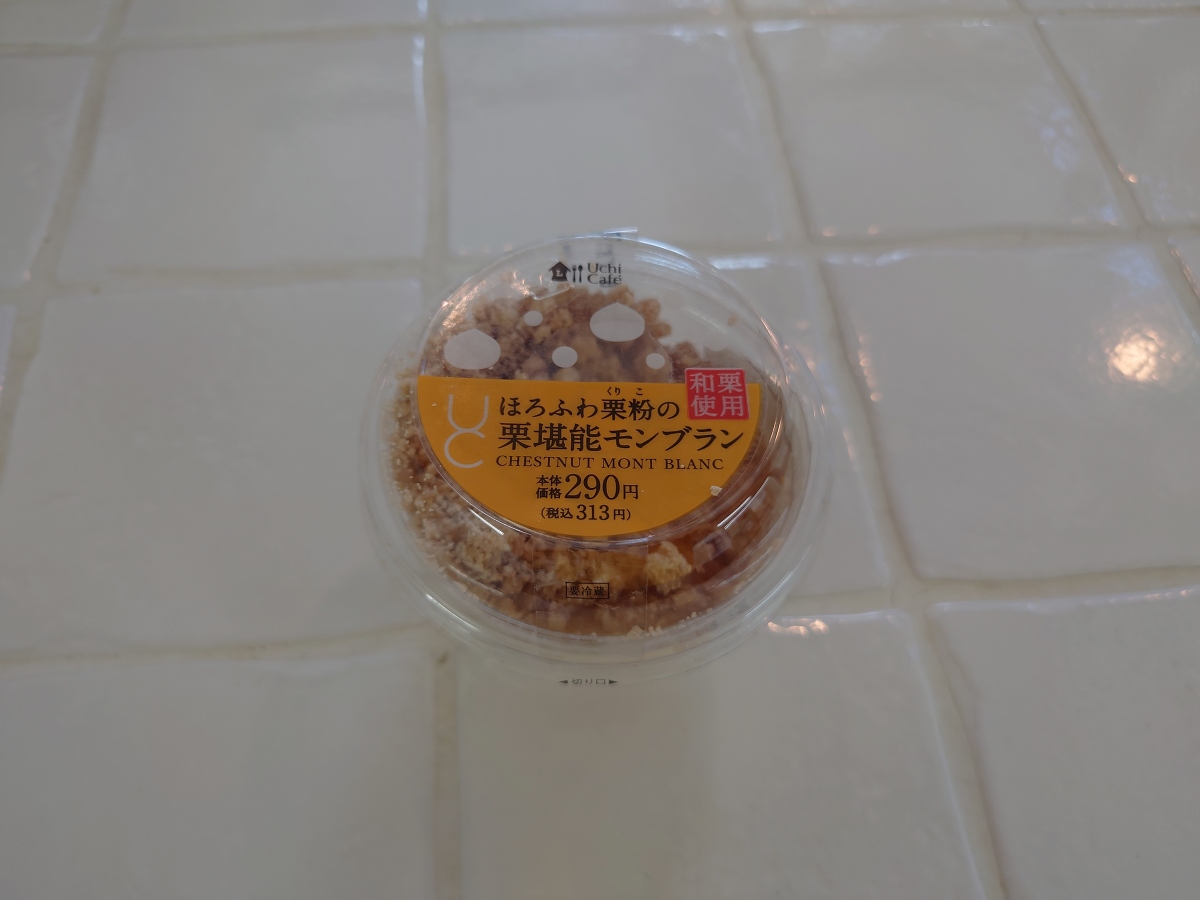 Uchi
Café
和栗
使用
くりこ
ほろふわ栗粉の
栗堪能モンブラン
UC
CHESTNUT MONT BLANC
本体
価格 290円
(税込313円)
要冷蔵
◀切り口▶